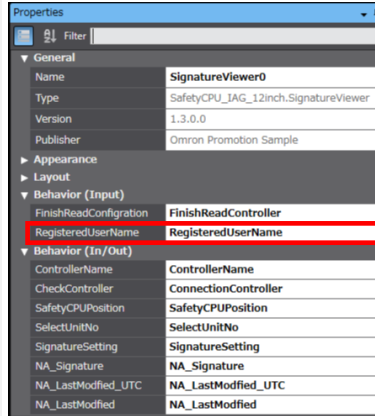 Properties
Filter
General
Name SignatureViewer0
Type SafetyCPU_IAG_12inch.SignatureViewer
Version 1.3.0.0
Publisher Omron Promotion Sample
Appearance
Layout
Behavior (Input)
FinishReadConfigration FinishReadController
RegisteredUserName RegisteredUserName
Behavior (In/Out)
ControllerName ControllerName
CheckController ConnectionController
SafetyCPUPosition SafetyCPUPosition
SelectUnitNo SelectUnitNo
SignatureSetting SignatureSetting
NA_Signature NA_Signature
NA_LastModfied_UTC NA_LastModfied_UTC
NA_LastModfied NA_LastModfied